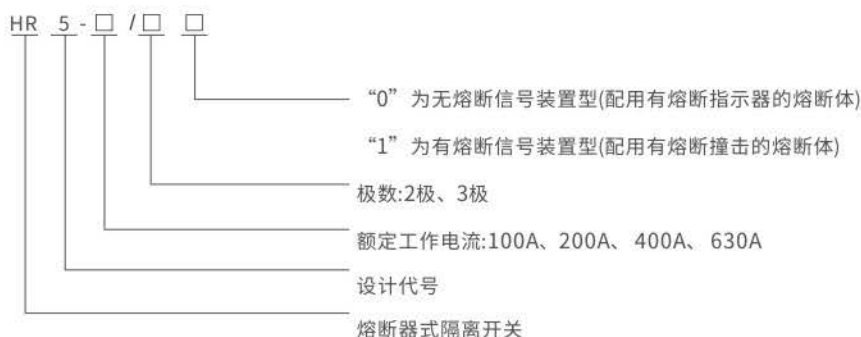 HR 5 - □ / □ □
“0”为无熔断信号装置型(配用有熔断指示器的熔断体)
“1”为有熔断信号装置型(配用有熔断撞击的熔断体)
极数:2极、3极
额定工作电流:100A、200A、400A、630A
设计代号
熔断器式隔离开关